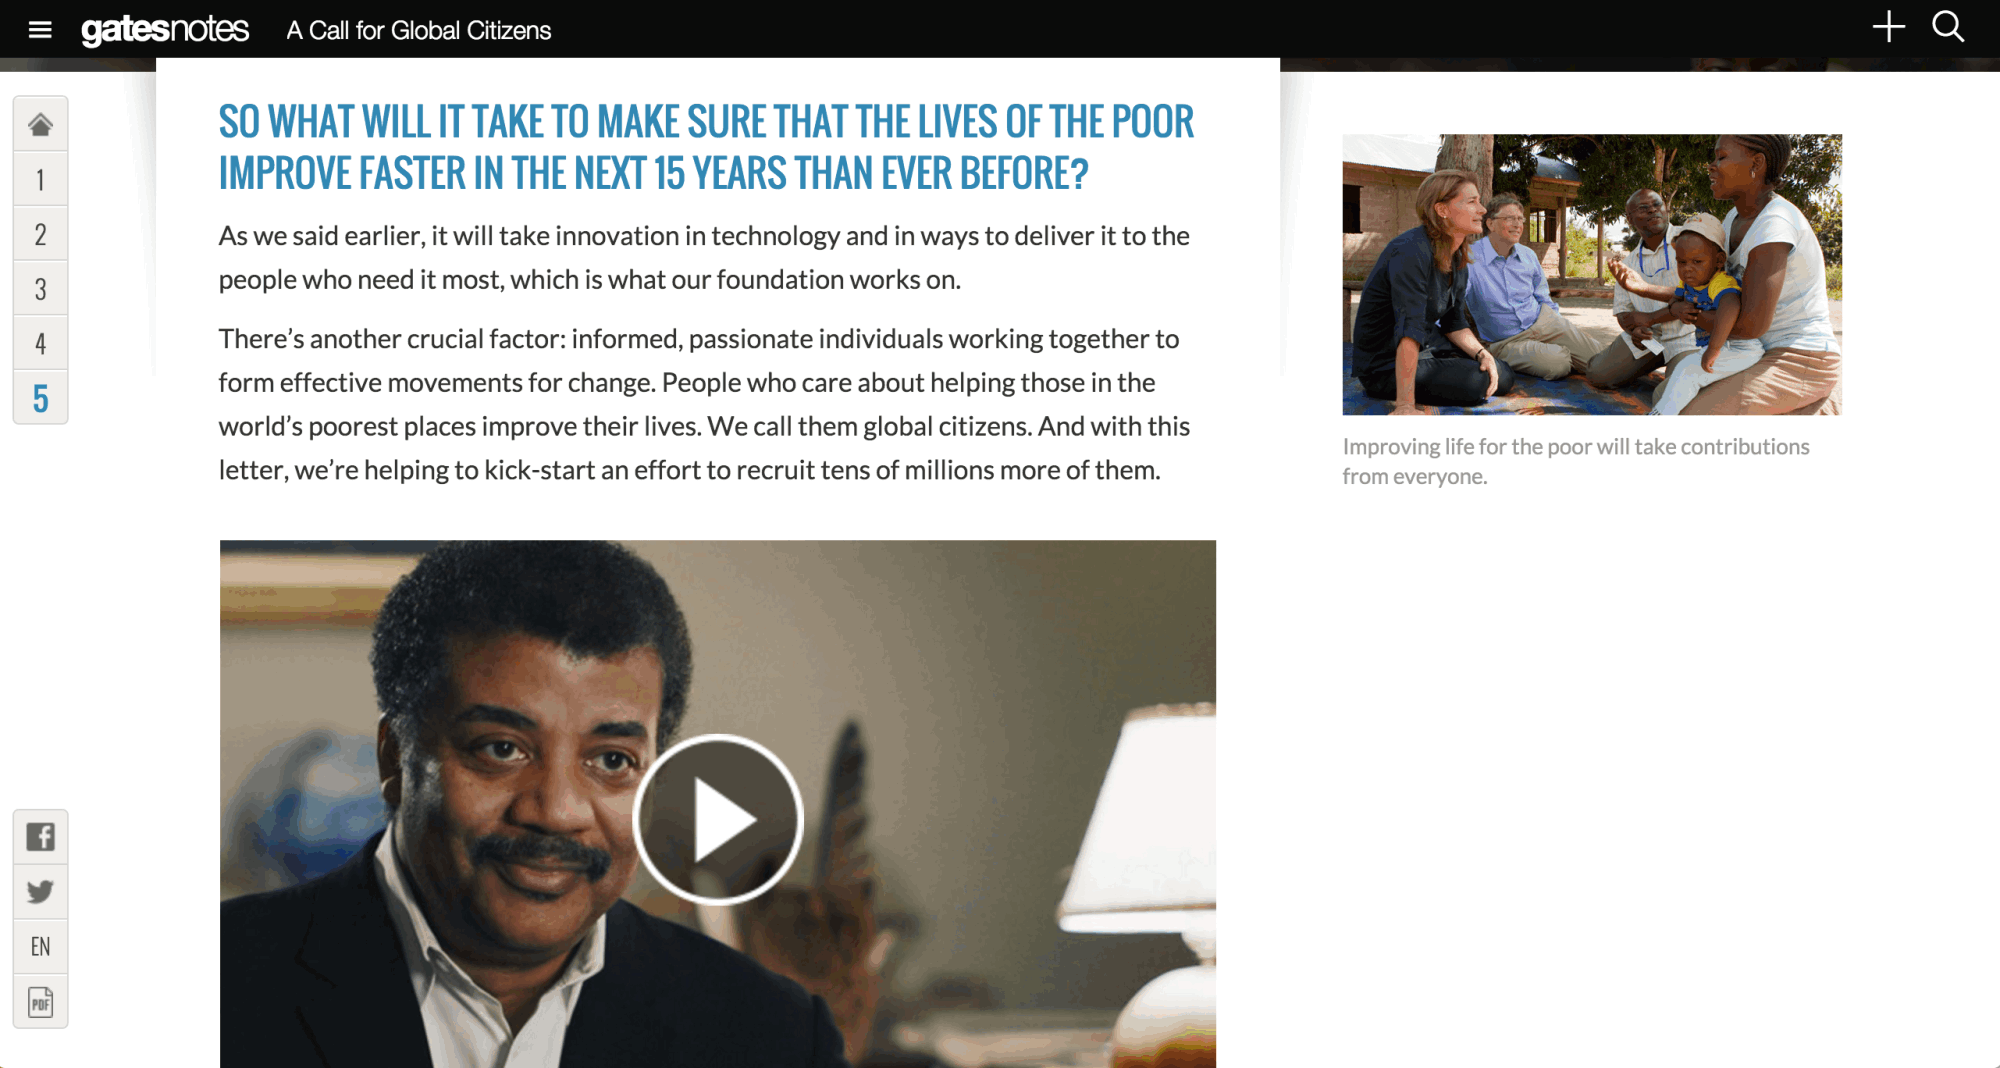 gatesnotes A Call for Global Citizens
1
2
3
4
5
SO WHAT WILL IT TAKE TO MAKE SURE THAT THE LIVES OF THE POOR
IMPROVE FASTER IN THE NEXT 15 YEARS THAN EVER BEFORE?
As we said earlier, it will take innovation in technology and in ways to deliver it to the
people who need it most, which is what our foundation works on.
There’s another crucial factor: informed, passionate individuals working together to
form effective movements for change. People who care about helping those in the
world’s poorest places improve their lives. We call them global citizens. And with this
letter, we’re helping to kick-start an effort to recruit tens of millions more of them.
Improving life for the poor will take contributions
from everyone.
EN
PDF